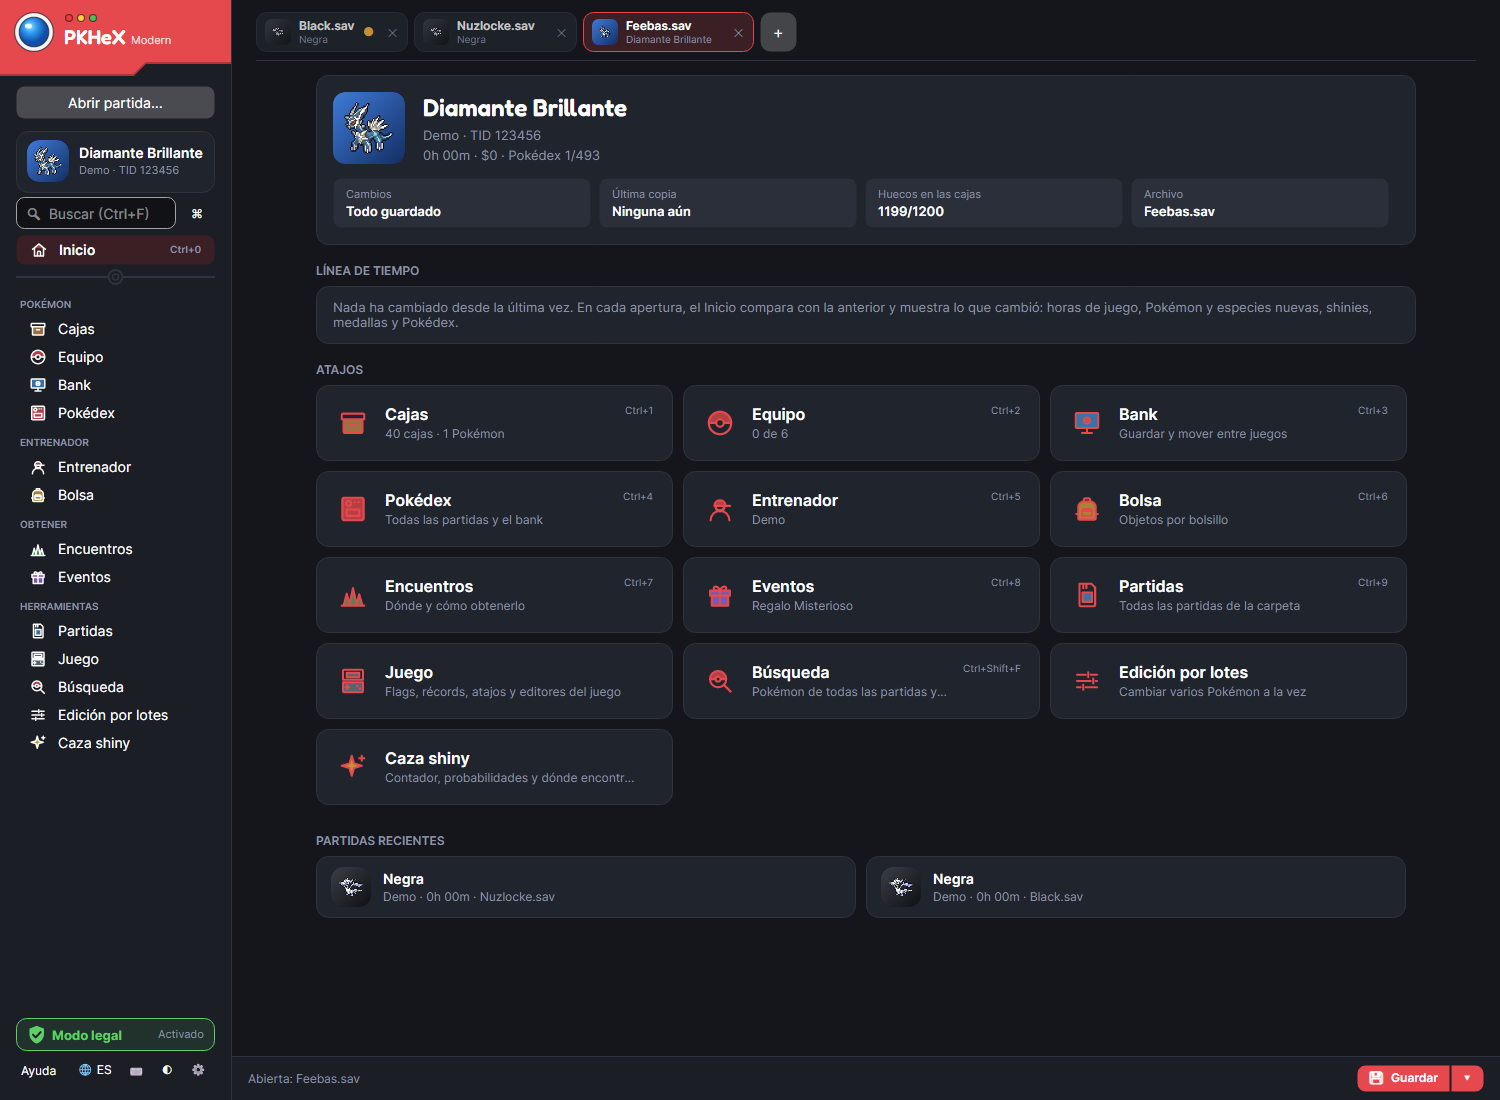 PKHeX Modern
Black.sav
Negra
Nuzlocke.sav
Negra
Feebas.sav
Diamante Brillante
+
Abrir partida...
Diamante Brillante
Demo · TID 123456
Buscar (Ctrl+F)
⌘
Inicio Ctrl+0
POKÉMON
Cajas
Equipo
Bank
Pokédex
ENTRENADOR
Entrenador
Bolsa
OBTENER
Encuentros
Eventos
HERRAMIENTAS
Partidas
Juego
Búsqueda
Edición por lotes
Caza shiny
Modo legal Activado
Ayuda ES
Diamante Brillante
Demo · TID 123456
0h 00m · $0 · Pokédex 1/493
Cambios
Todo guardado
Última copia
Ninguna aún
Huecos en las cajas
1199/1200
Archivo
Feebas.sav
LÍNEA DE TIEMPO
Nada ha cambiado desde la última vez. En cada apertura, el Inicio compara con la anterior y muestra lo que cambió: horas de juego, Pokémon y especies nuevas, shinies,
medallas y Pokédex.
ATAJOS
Cajas Ctrl+1
40 cajas · 1 Pokémon
Equipo Ctrl+2
0 de 6
Bank Ctrl+3
Guardar y mover entre juegos
Pokédex Ctrl+4
Todas las partidas y el bank
Entrenador Ctrl+5
Demo
Bolsa Ctrl+6
Objetos por bolsillo
Encuentros Ctrl+7
Dónde y cómo obtenerlo
Eventos Ctrl+8
Regalo Misterioso
Partidas Ctrl+9
Todas las partidas de la carpeta
Juego
Flags, récords, atajos y editores del juego
Búsqueda Ctrl+Shift+F
Pokémon de todas las partidas y...
Edición por lotes
Cambiar varios Pokémon a la vez
Caza shiny
Contador, probabilidades y dónde encontr...
PARTIDAS RECIENTES
Negra
Demo · 0h 00m · Nuzlocke.sav
Negra
Demo · 0h 00m · Black.sav
Abierta: Feebas.sav
Guardar